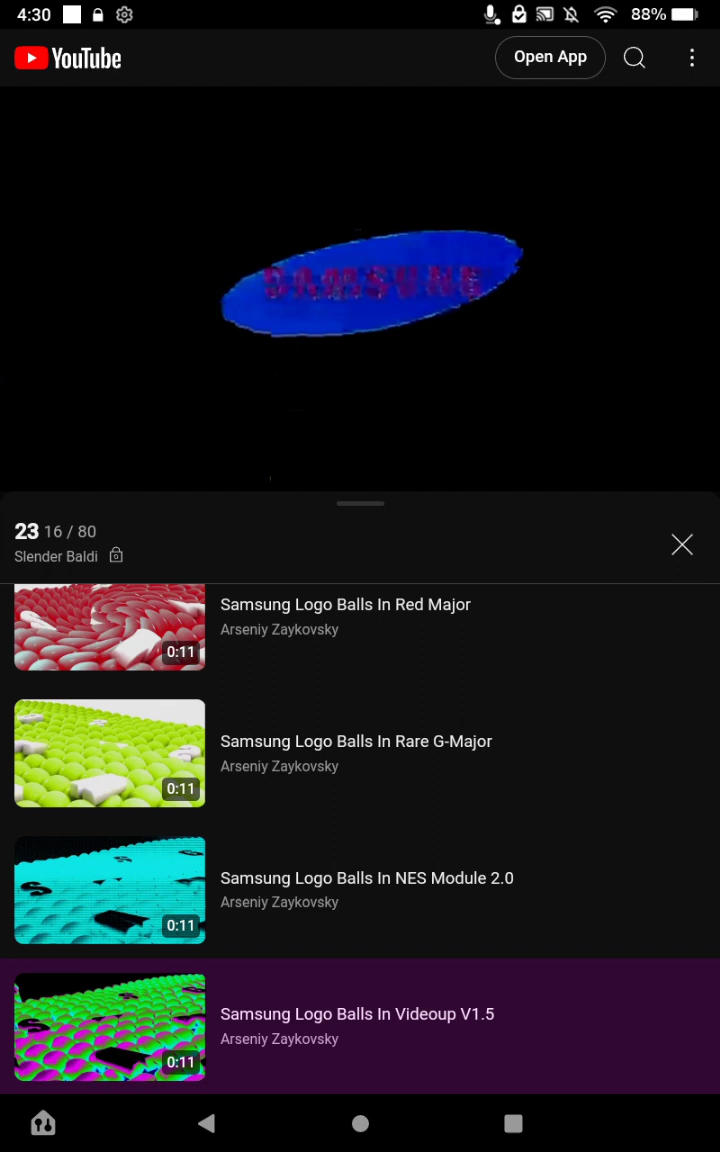 4:30
88%
YouTube
Open App
SAMSUNG
23 16 / 80
Slender Baldi
Samsung Logo Balls In Red Major
Arseniy Zaykovsky
0:11
Samsung Logo Balls In Rare G-Major
Arseniy Zaykovsky
0:11
Samsung Logo Balls In NES Module 2.0
Arseniy Zaykovsky
0:11
Samsung Logo Balls In Videoup V1.5
Arseniy Zaykovsky
0:11